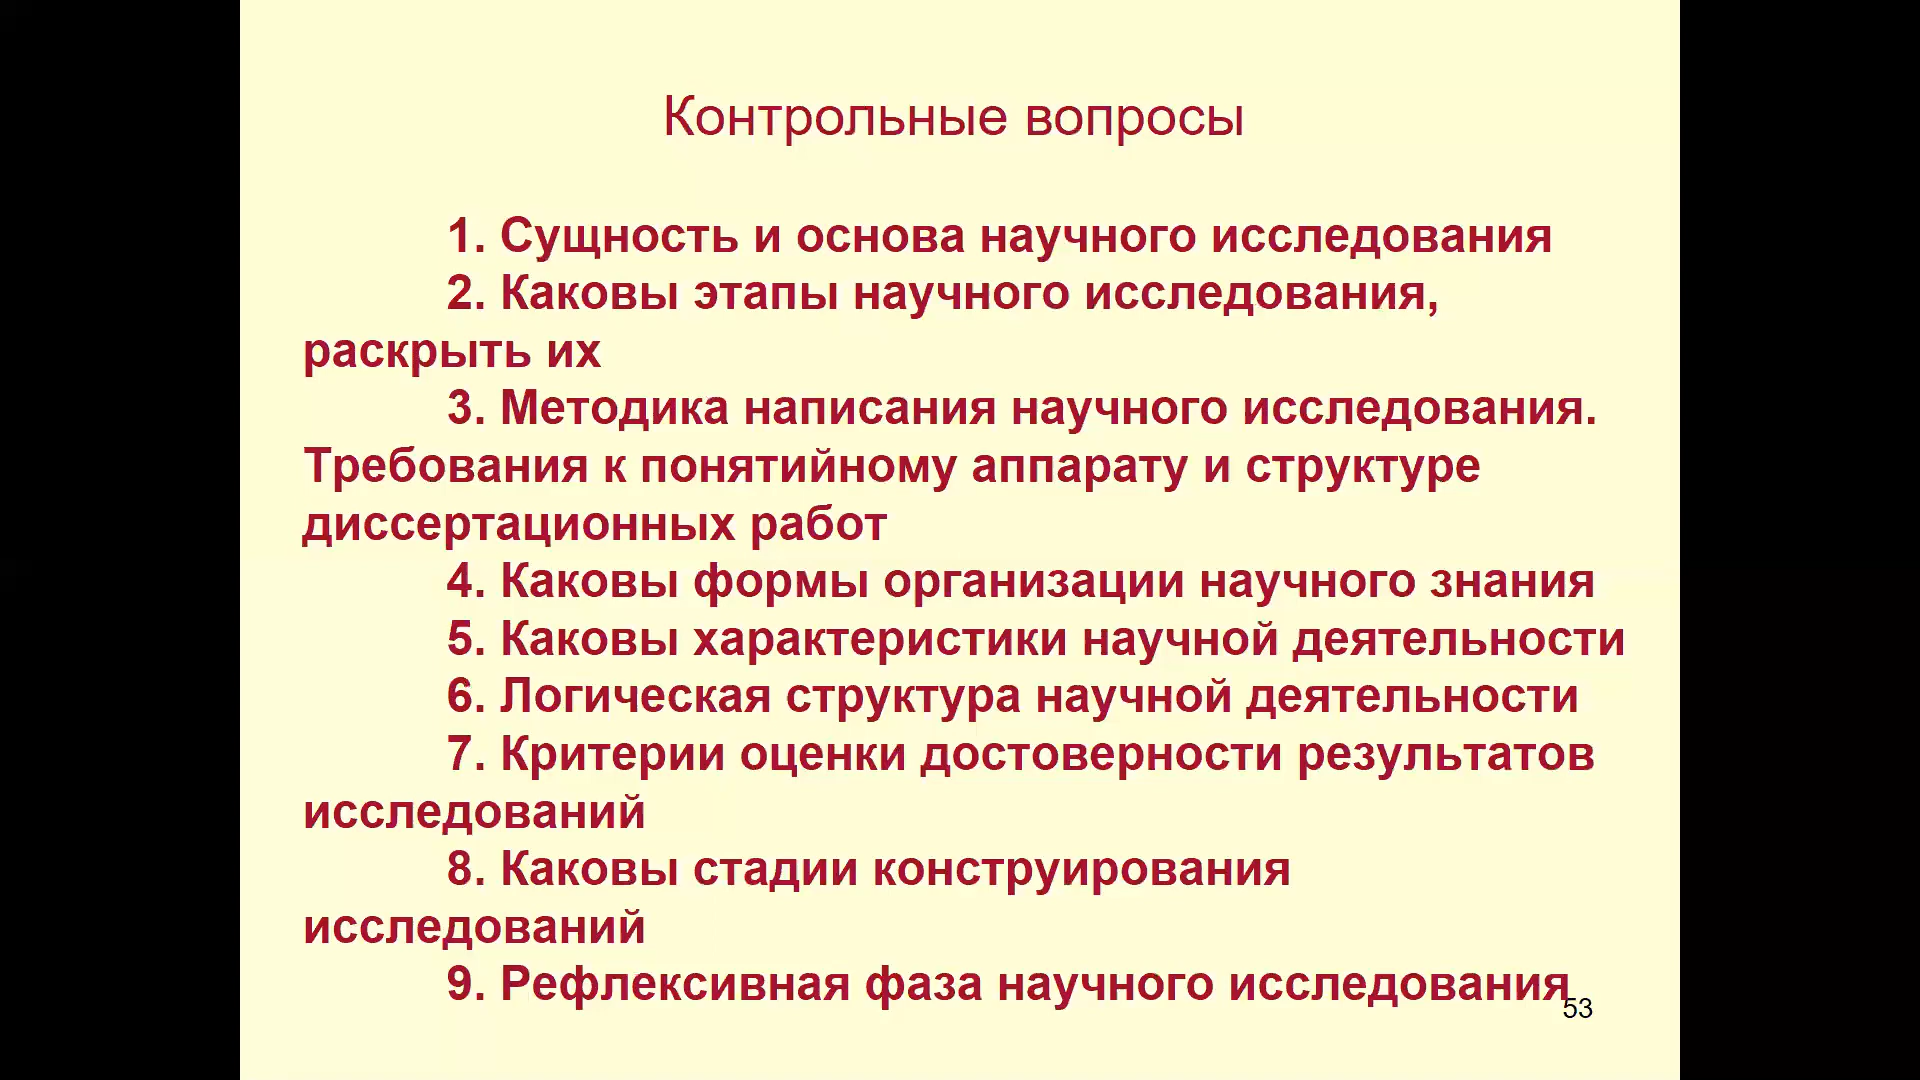 Контрольные вопросы
1. Сущность и основа научного исследования
2. Каковы этапы научного исследования,
раскрыть их
3. Методика написания научного исследования.
Требования к понятийному аппарату и структуре
диссертационных работ
4. Каковы формы организации научного знания
5. Каковы характеристики научной деятельности
6. Логическая структура научной деятельности
7. Критерии оценки достоверности результатов
исследований
8. Каковы стадии конструирования
исследований
9. Рефлексивная фаза научного исследования
53